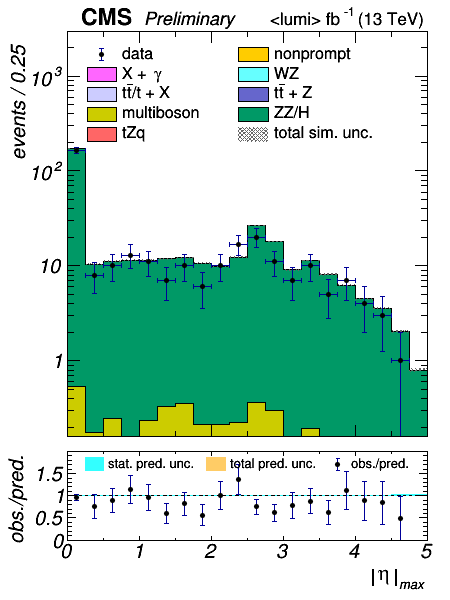 CMS Preliminary <lumi> fb⁻¹ (13 TeV)
events / 0.25
10³
10²
10
1
data
X + γ
tt̄/t + X
multiboson
tZ̄q
nonprompt
WZ
tt̄ + Z
ZZ/H
total sim. unc.
obs./pred.
1.5
1
0.5
0
stat. pred. unc. total pred. unc. obs./pred.
0 1 2 3 4 5
|η|max